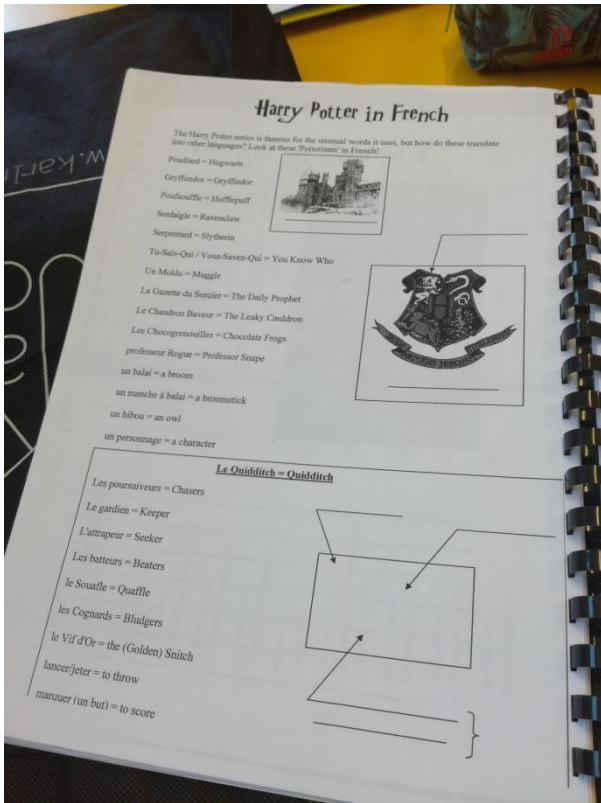 Harry Potter in French
The Harry Potter series is famous for the unusual words it uses, but how do these translate
into other languages? Look at these 'Potterisms' in French!
Poudlard = Hogwarts
Gryffondor = Gryffindor
Poufsouffle = Hufflepuff
Serdaigle = Ravenclaw
Serpentard = Slytherin
Tu-Sais-Qui / Vous-Savez-Qui = You Know Who
Un Moldu = Muggle
La Gazette du Sorcier = The Daily Prophet
Le Chaudron Baveur = The Leaky Cauldron
Les Chocogrenouilles = Chocolate Frogs
professeur Rogue = Professor Snape
un balai = a broom
un manche à balai = a broomstick
un hibou = an owl
un personnage = a character
Le Quidditch = Quidditch
Les poursuiveurs = Chasers
Le gardien = Keeper
L'attrapeur = Seeker
Les batteurs = Beaters
le Souafle = Quaffle
les Cognards = Bludgers
le Vif d'Or = the (Golden) Snitch
lancer/jeter = to throw
marquer (un but) = to score